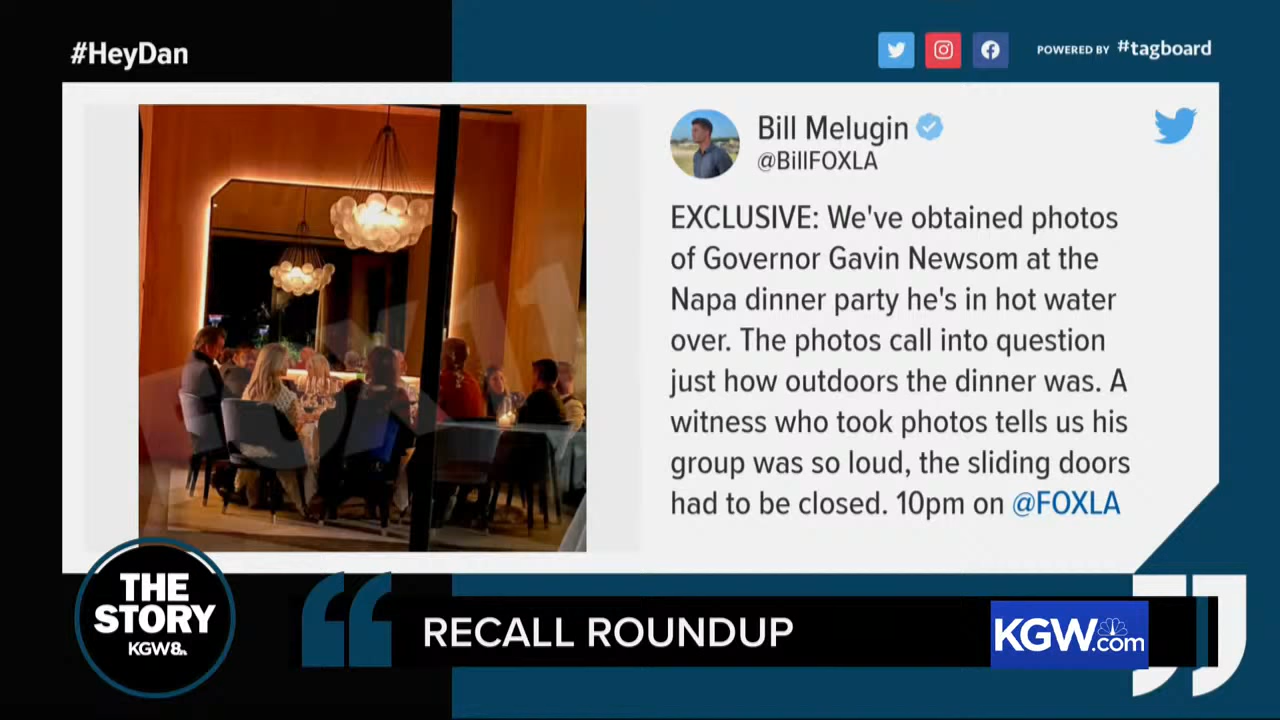 #HeyDan
POWERED BY #tagboard
Bill Melugin
@BillFOXLA
EXCLUSIVE: We've obtained photos
of Governor Gavin Newsom at the
Napa dinner party he's in hot water
over. The photos call into question
just how outdoors the dinner was. A
witness who took photos tells us his
group was so loud, the sliding doors
had to be closed. 10pm on @FOXLA
THE
STORY
KGW8
“ RECALL ROUNDUP ”
KGW.com
FOX 11